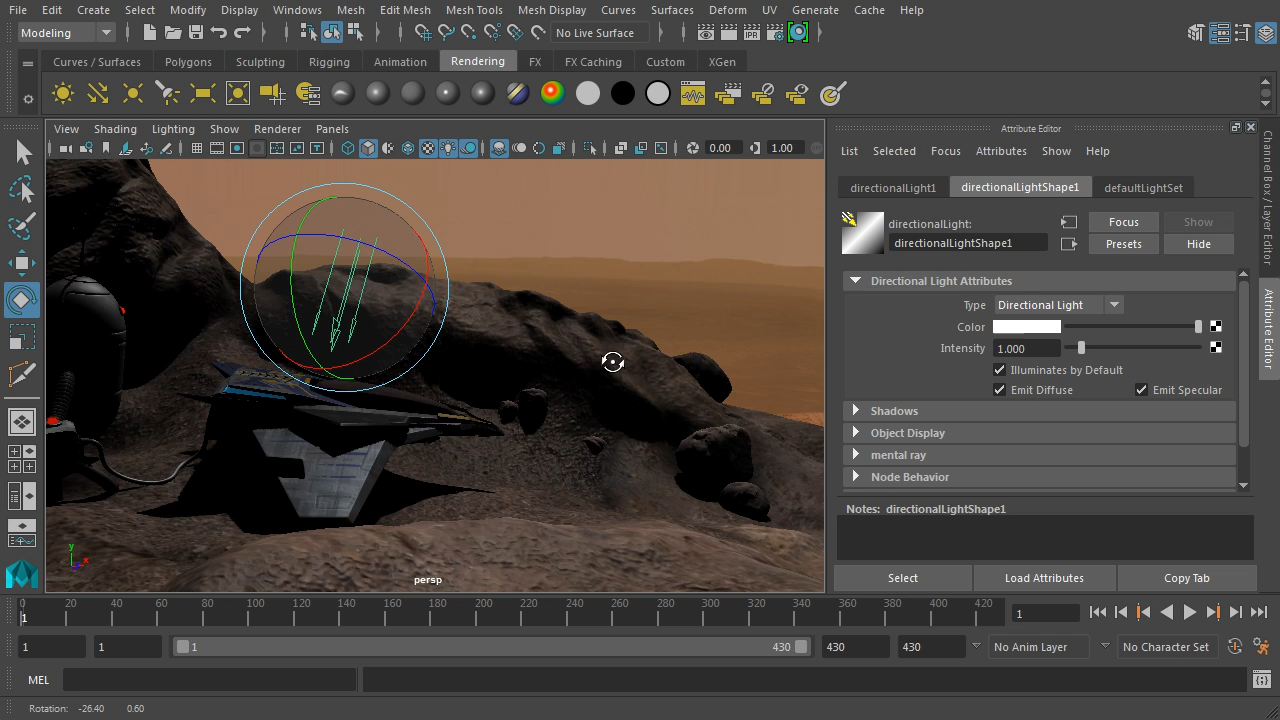 File Edit Create Select Modify Display Windows Mesh Edit Mesh Mesh Tools Mesh Display Curves Surfaces Deform UV Generate Cache Help
Modeling No Live Surface
Curves / Surfaces Polygons Sculpting Rigging Animation Rendering FX FX Caching Custom XGen
View Shading Lighting Show Renderer Panels
0.00 1.00
persp
y x
Attribute Editor
List Selected Focus Attributes Show Help
directionalLight1 directionalLightShape1 defaultLightSet
directionalLight: Focus Show
directionalLightShape1 Presets Hide
Directional Light Attributes
Type Directional Light
Color
Intensity 1.000
Illuminates by Default
Emit Diffuse Emit Specular
Shadows
Object Display
mental ray
Node Behavior
Notes: directionalLightShape1
Select Load Attributes Copy Tab
Channel Box / Layer Editor
Attribute Editor
0 20 40 60 80 100 120 140 160 180 200 220 240 260 280 300 320 340 360 380 400 420
1 1
1 1 1 430 430 430 No Anim Layer No Character Set
MEL
Rotation: -26.40 0.60